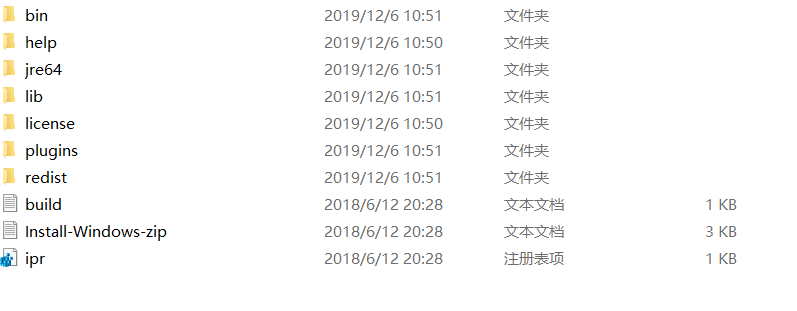 bin 2019/12/6 10:51 文件夹
help 2019/12/6 10:50 文件夹
jre64 2019/12/6 10:51 文件夹
lib 2019/12/6 10:51 文件夹
license 2019/12/6 10:50 文件夹
plugins 2019/12/6 10:51 文件夹
redist 2019/12/6 10:51 文件夹
build 2018/6/12 20:28 文本文档 1 KB
Install-Windows-zip 2018/6/12 20:28 文本文档 3 KB
ipr 2018/6/12 20:28 注册表项 1 KB